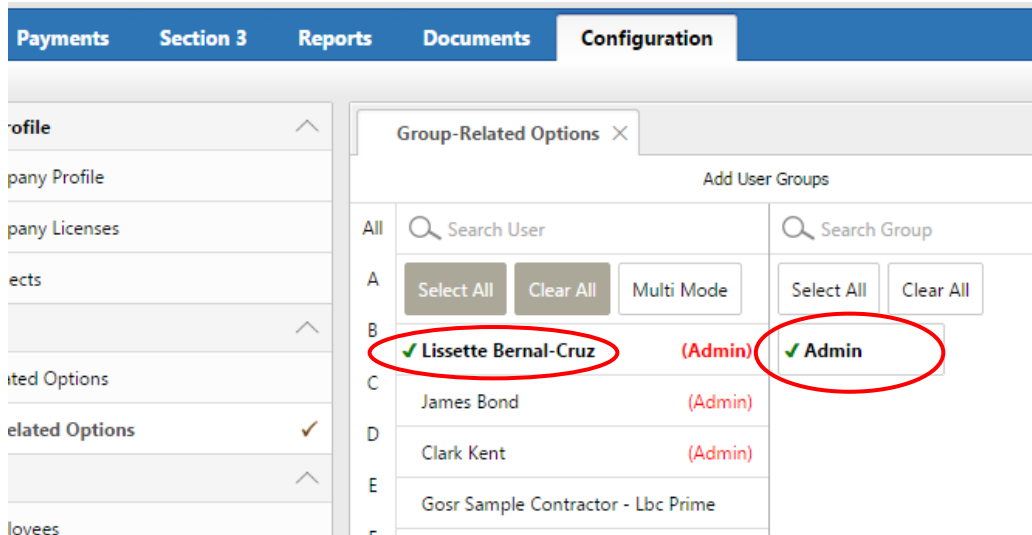 Payments Section 3 Reports Documents Configuration
rofile
pany Profile
pany Licenses
ects
ated Options
elated Options
loyees
Group-Related Options
Add User Groups
All Search User Search Group
A Select All Clear All Multi Mode Select All Clear All
B
Lissette Bernal-Cruz (Admin) Admin
C
James Bond (Admin)
D
Clark Kent (Admin)
E
Gosr Sample Contractor - Lbc Prime